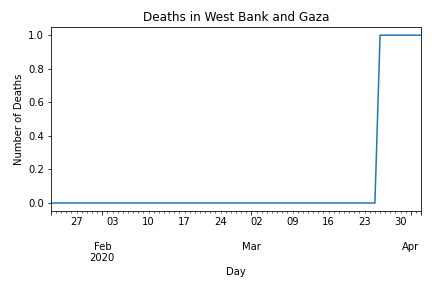 Deaths in West Bank and Gaza
Number of Deaths
1.0
0.8
0.6
0.4
0.2
0.0
27 03 10 17 24 02 09 16 23 30
Feb Mar Apr
2020
Day